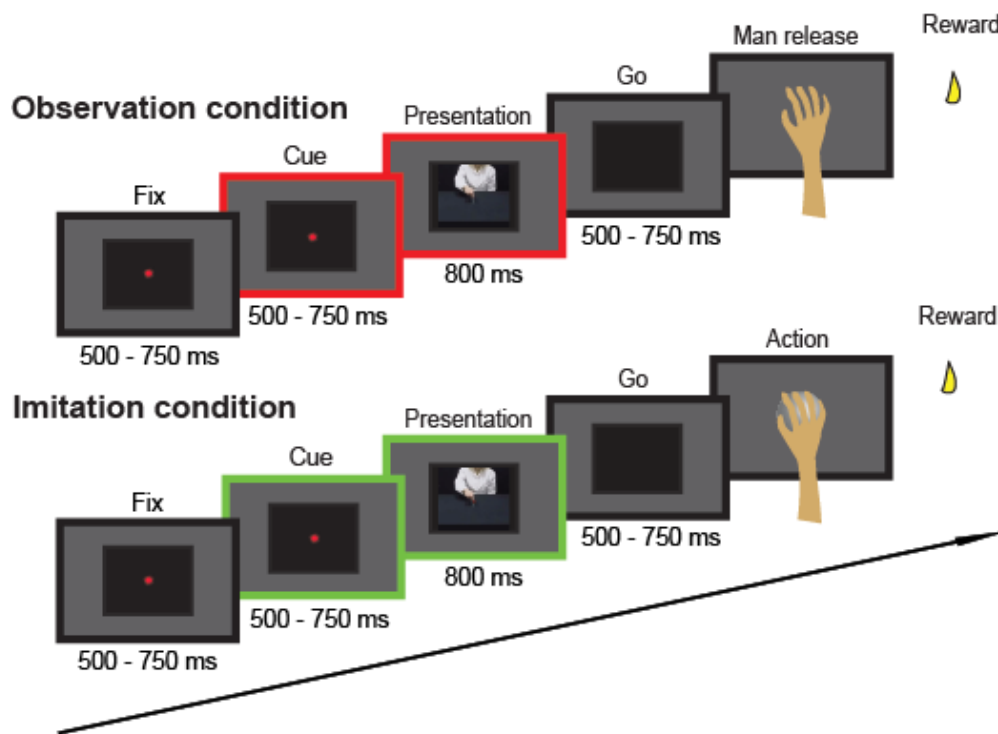 Observation condition
Fix
500 - 750 ms
Cue
500 - 750 ms
Presentation
800 ms
Go
500 - 750 ms
Man release
Reward
Imitation condition
Fix
500 - 750 ms
Cue
500 - 750 ms
Presentation
800 ms
Go
500 - 750 ms
Action
Reward